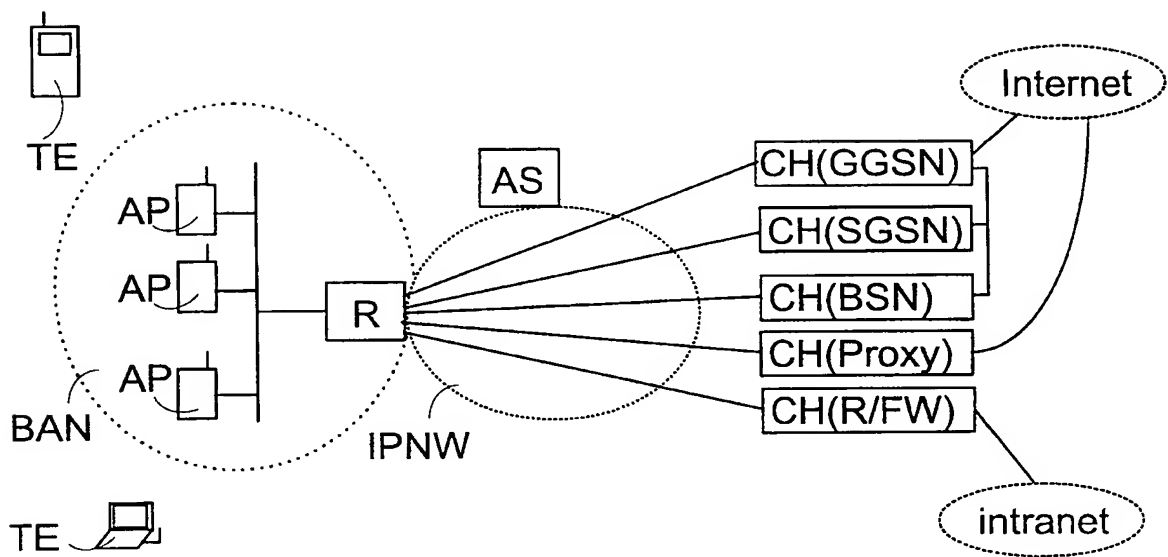 TE
Internet
AS
CH(GGSN)
AP
CH(SGSN)
AP
R
CH(BSN)
CH(Proxy)
AP
CH(R/FW)
BAN
IPNW
TE
intranet